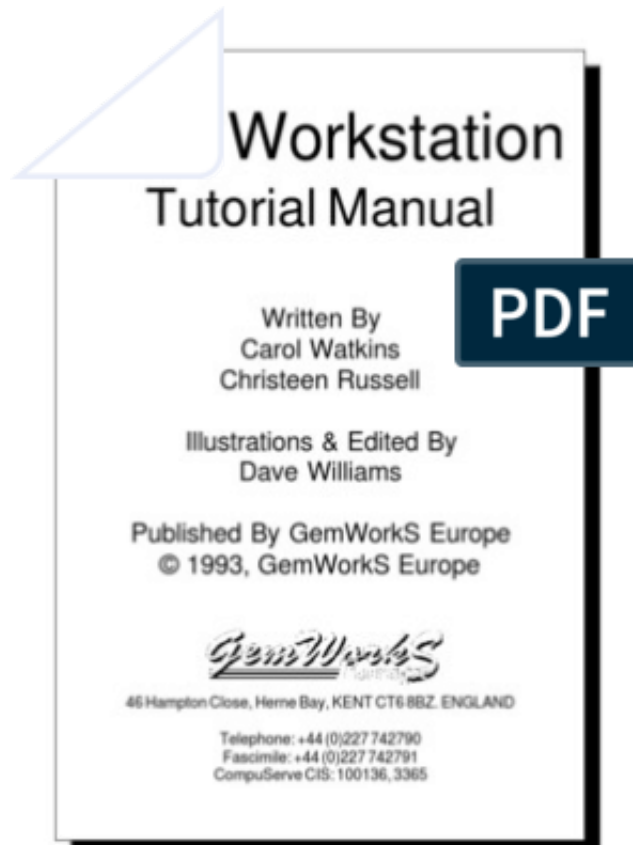 Workstation
Tutorial Manual
PDF
Written By
Carol Watkins
Christeen Russell
Illustrations & Edited By
Dave Williams
Published By GemWorkS Europe
© 1993, GemWorkS Europe
GemWorkS
46 Hampton Close, Herne Bay, KENT CT6 8BZ. ENGLAND
Telephone: +44 (0)227 742790
Fascimile: +44 (0)227 742791
CompuServe CIS: 100136, 3365